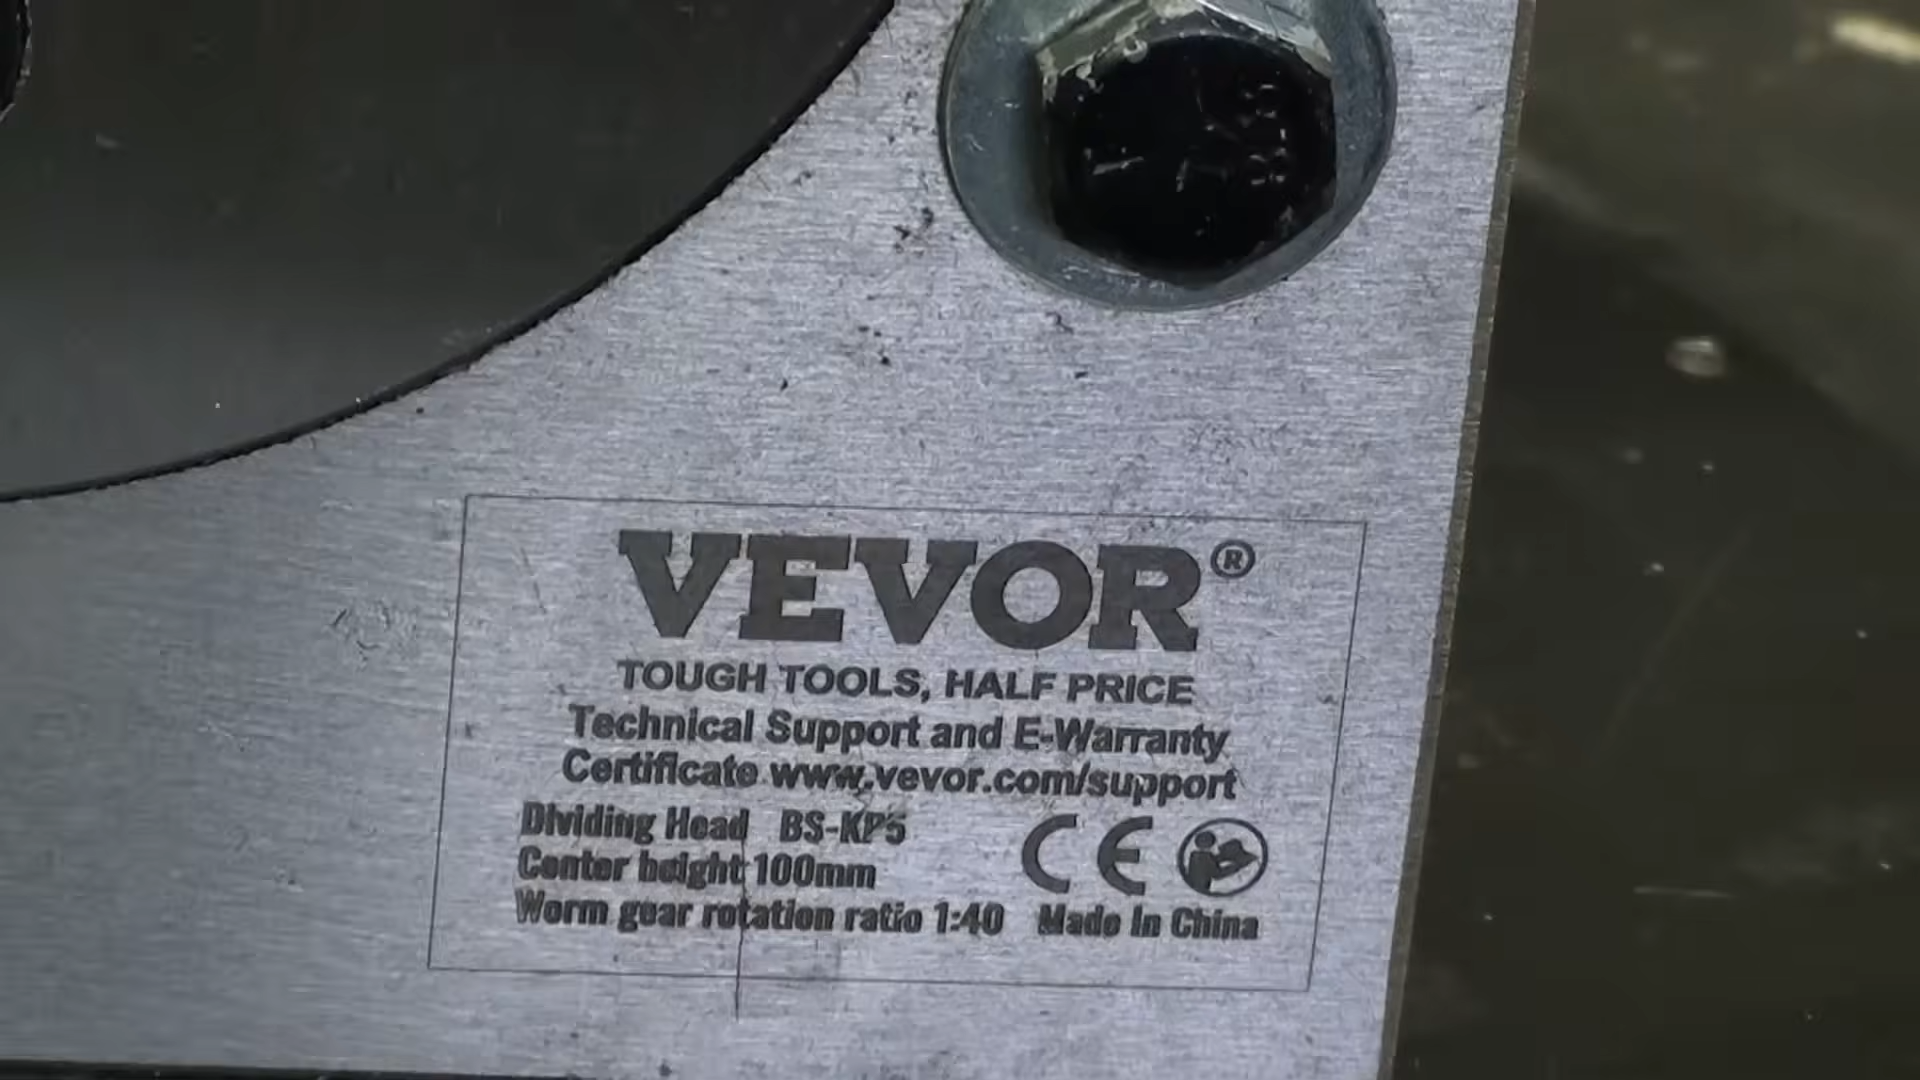 VEVOR®
TOUGH TOOLS, HALF PRICE
Technical Support and E-Warranty
Certificate www.vevor.com/support
Dividing Head BS-KP5
Center height 100mm
Worm gear rotation ratio 1:40 Made In China
CE